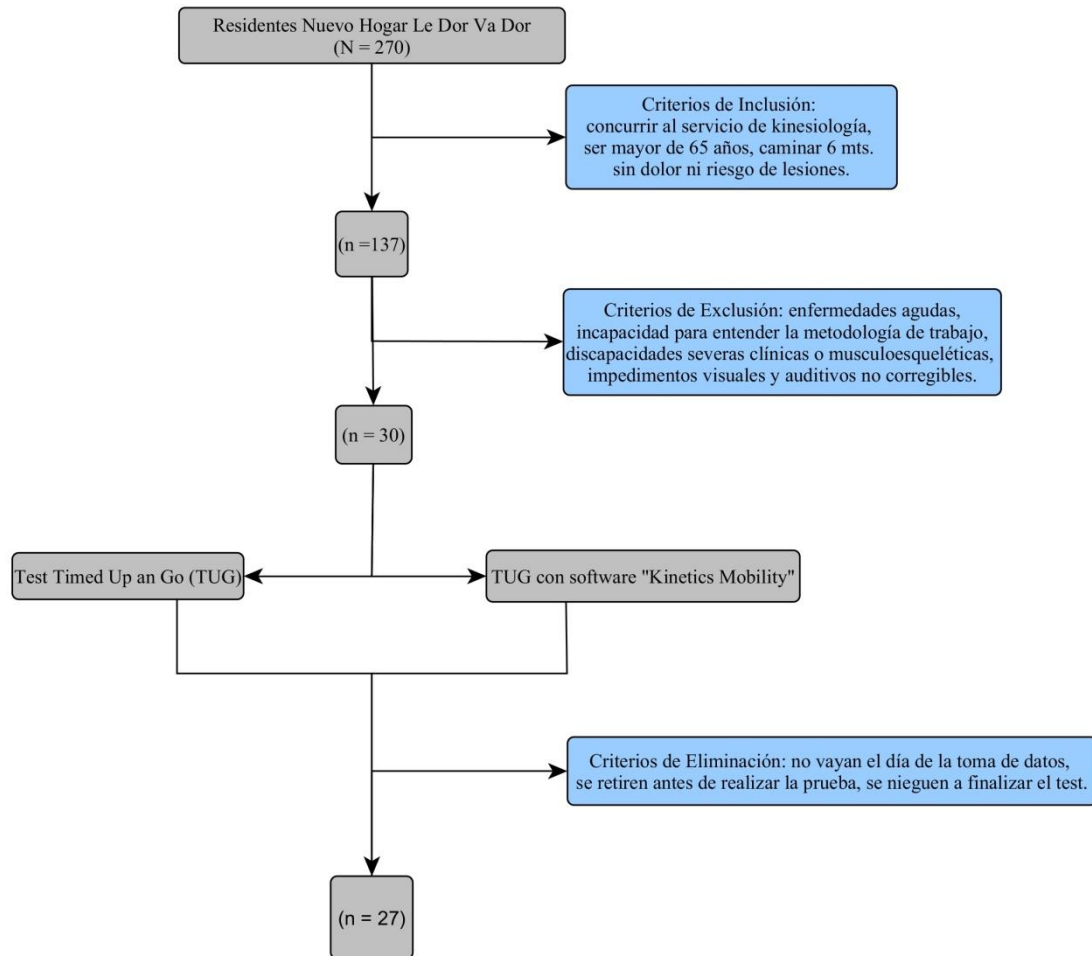 Residentes Nuevo Hogar Le Dor Va Dor
(N = 270)
Criterios de Inclusión:
concurrir al servicio de kinesiología,
ser mayor de 65 años, caminar 6 mts.
sin dolor ni riesgo de lesiones.
(n =137)
Criterios de Exclusión: enfermedades agudas,
incapacidad para entender la metodología de trabajo,
discapacidades severas clínicas o musculoesqueléticas,
impedimentos visuales y auditivos no corregibles.
(n = 30)
Test Timed Up an Go (TUG)
TUG con software "Kinetics Mobility"
Criterios de Eliminación: no vayan el día de la toma de datos,
se retiren antes de realizar la prueba, se nieguen a finalizar el test.
(n = 27)